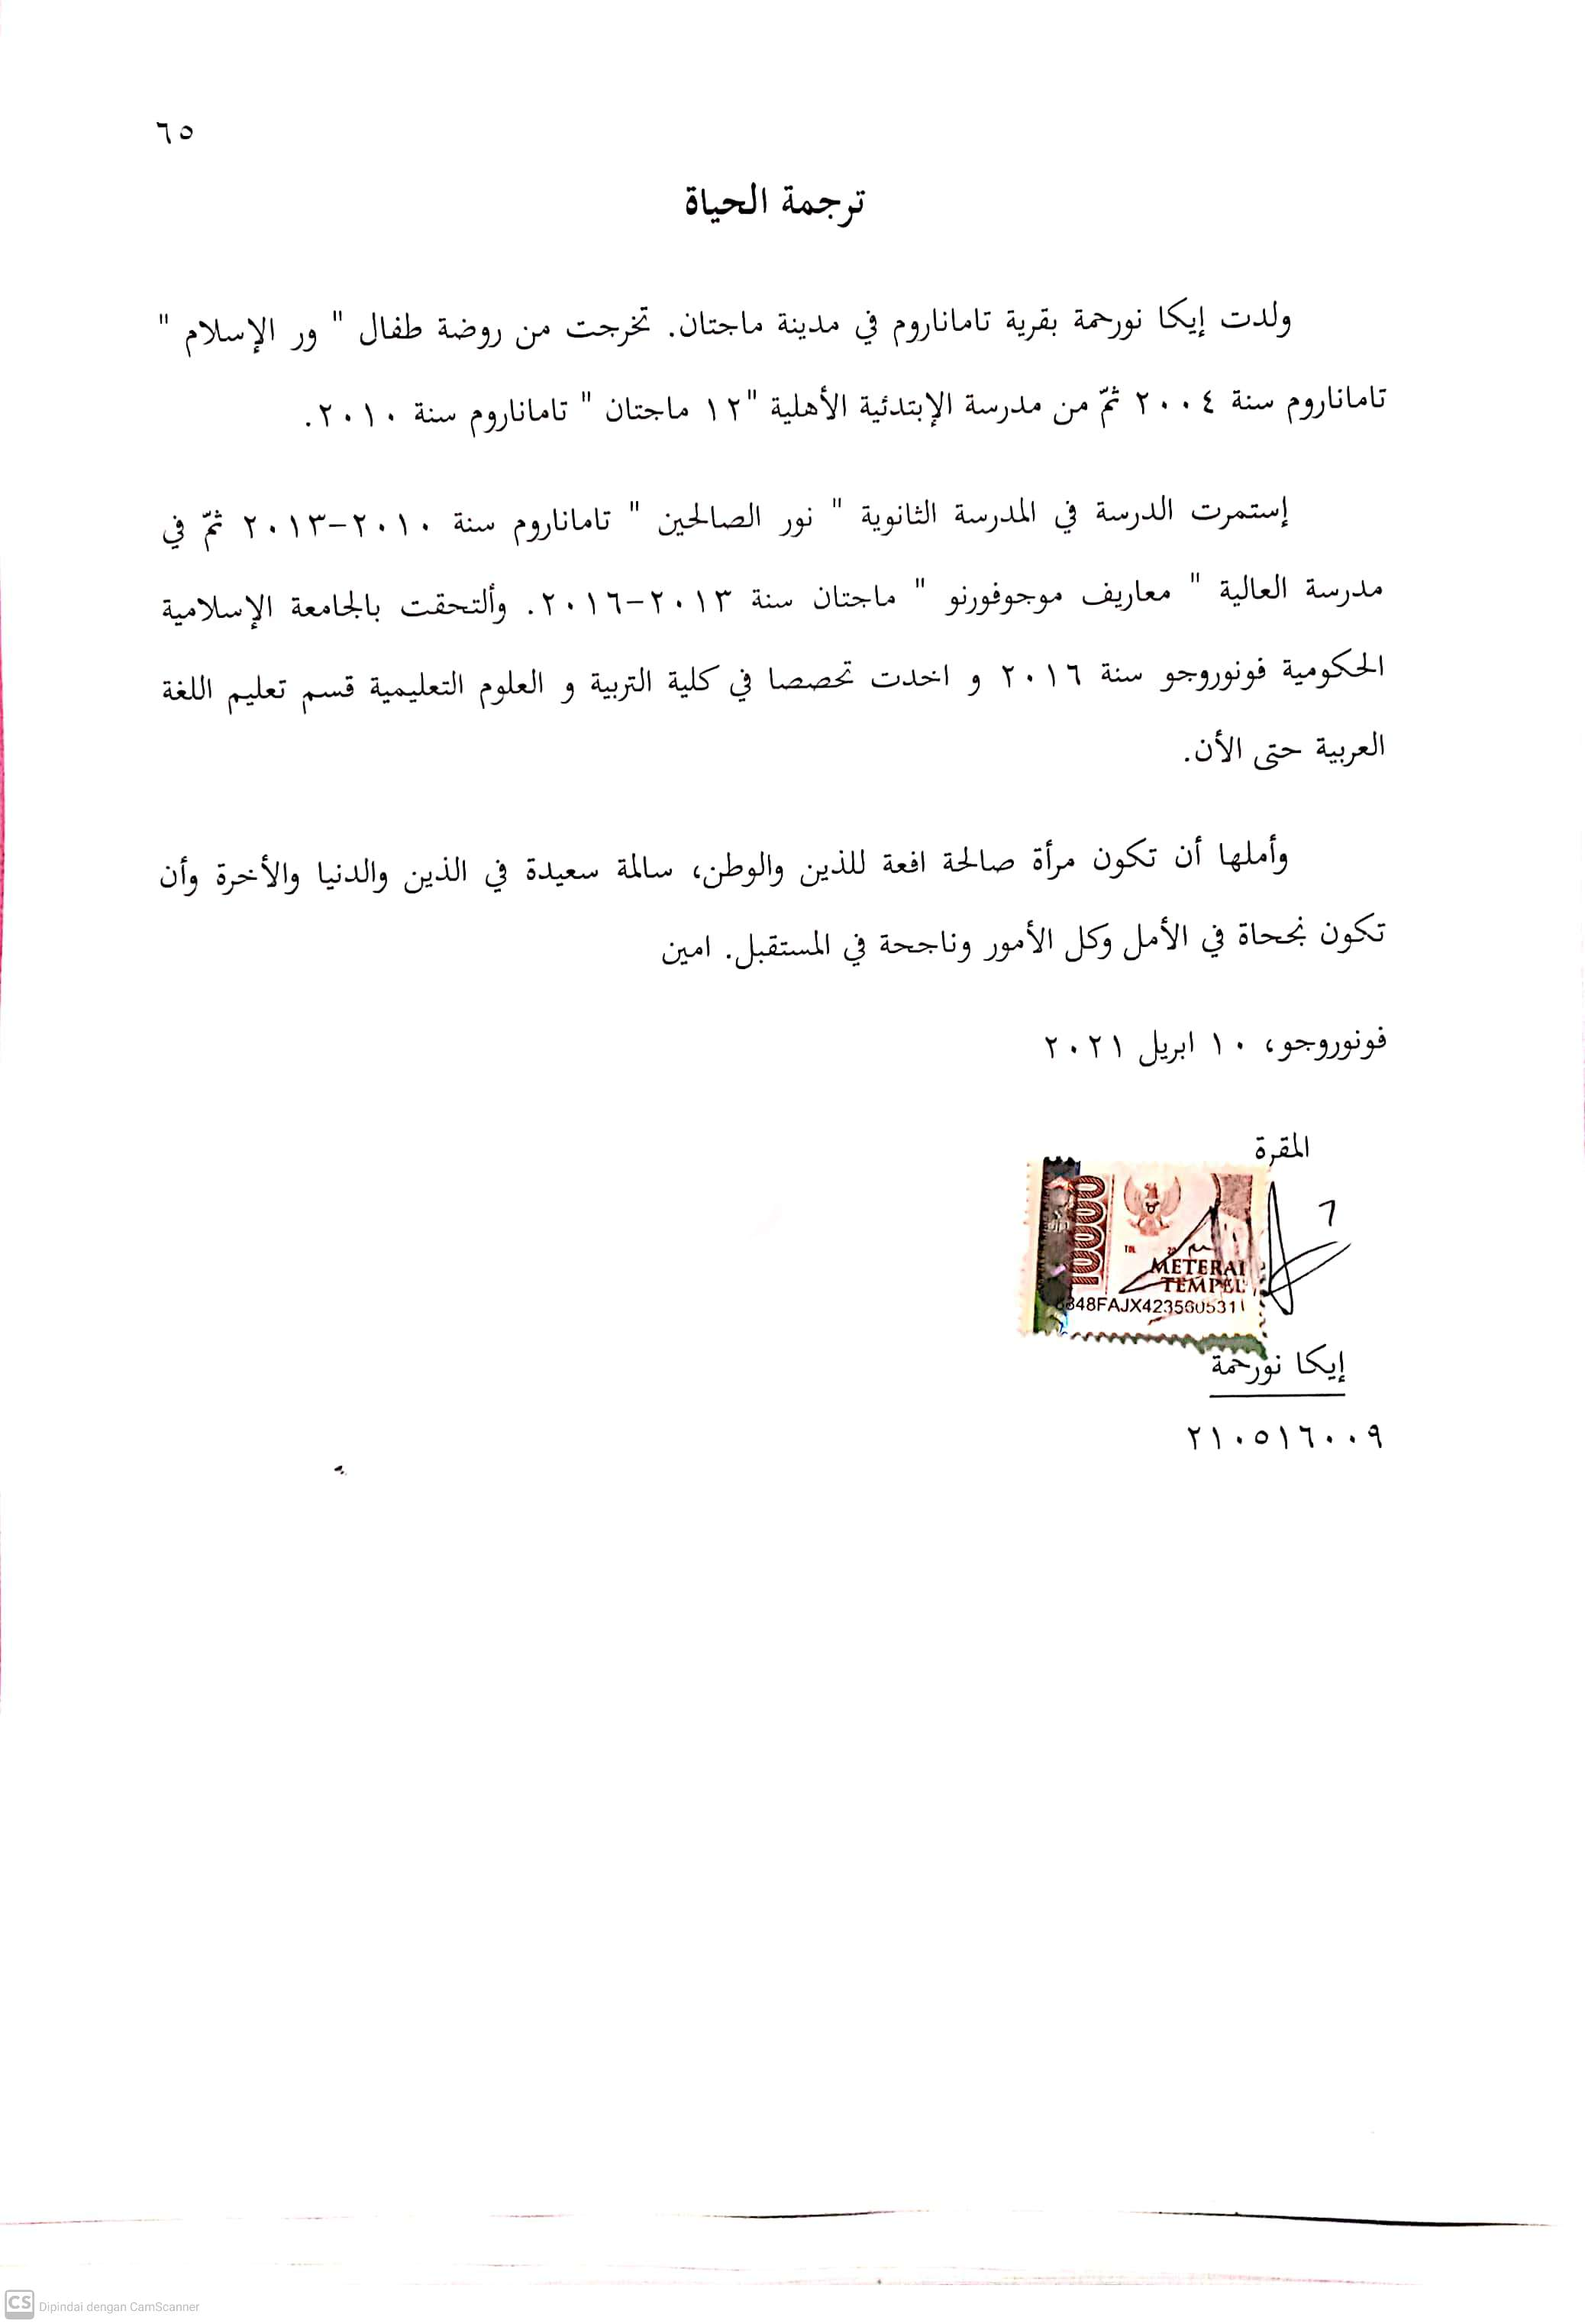 ٦٥
ترجمة الحياة
ولدت إيكا نورحمة بقرية تاماناروم في مدينة ماجتان. تخرجت من روضة طفال " ور الإسلام "
تاماناروم سنة ٢٠٠٤ ثمّ من مدرسة الإبتدئية الأهلية "١٢ ماجتان " تاماناروم سنة ٢٠١٠.
إستمرت الدرسة في المدرسة الثانوية " نور الصالحين " تاماناروم سنة ٢٠١٠-٢٠١٣ ثمّ في
مدرسة العالية " معاريف موجوفورنو " ماجتان سنة ٢٠١٣-٢٠١٦. وألتحقت بالجامعة الإسلامية
الحكومية فونوروجو سنة ٢٠١٦ و اخدت تحصصا في كلية التربية و العلوم التعليمية قسم تعليم اللغة
العربية حتى الأن.
وأملها أن تكون مرأة صالحة افعة للذين والوطن، سالمة سعيدة في الذين والدنيا والأخرة وأن
تكون نجحاة في الأمل وكل الأمور وناجحة في المستقبل. امين
فونوروجو، ١٠ ابريل ٢٠٢١
المقرة
10000
METERAI
TEMPEL
إيكا نورحمة
٢١٠٥١٦٠٠٩
CS Dipindai dengan CamScanner